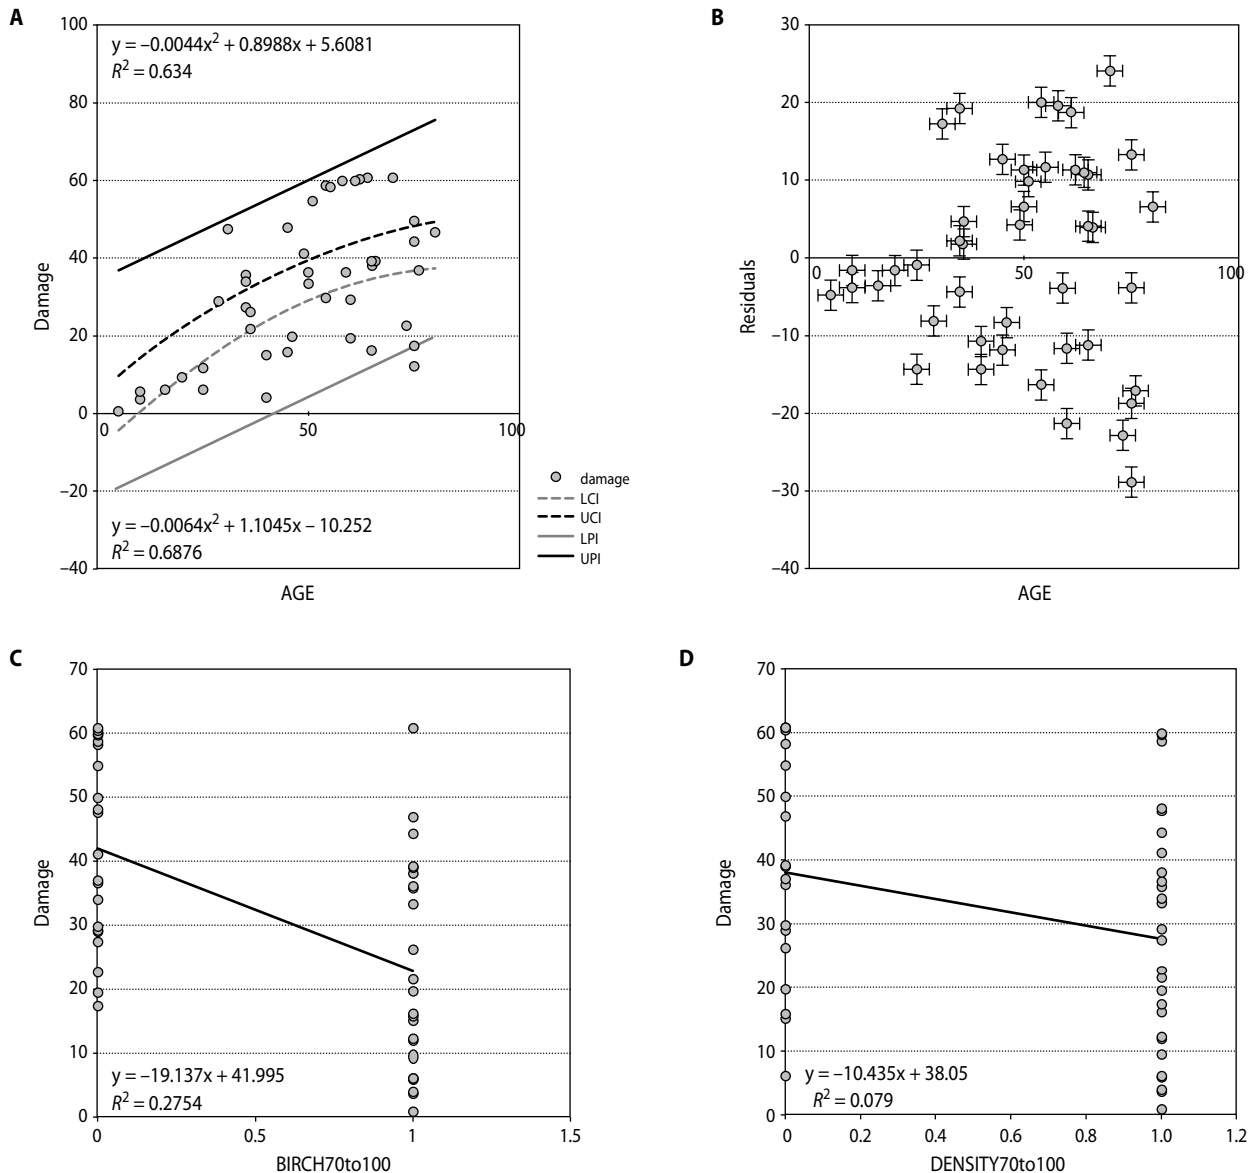 A
100
80
60
40
20
0
–20
–40
Damage
y = –0.0044x² + 0.8988x + 5.6081
R² = 0.634
0
50
100
y = –0.0064x² + 1.1045x – 10.252
R² = 0.6876
AGE
damage
LCI
UCI
LPI
UPI
B
30
20
10
0
–10
–20
–30
–40
Residuals
0
50
100
AGE
C
70
60
50
40
30
20
10
0
Damage
y = –19.137x + 41.995
R² = 0.2754
0
0.5
1
1.5
BIRCH70to100
D
70
60
50
40
30
20
10
0
Damage
y = –10.435x + 38.05
R² = 0.079
0
0.2
0.4
0.6
0.8
1.0
1.2
DENSITY70to100